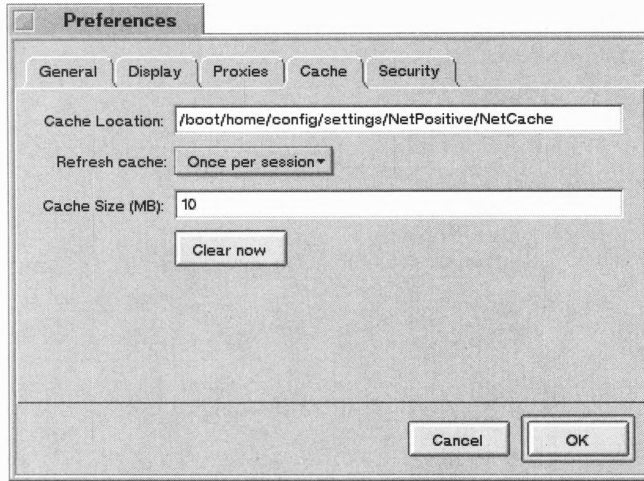 Preferences
General Display Proxies Cache Security
Cache Location: /boot/home/config/settings/NetPositive/NetCache
Refresh cache: Once per session
Cache Size (MB): 10
Clear now
Cancel OK